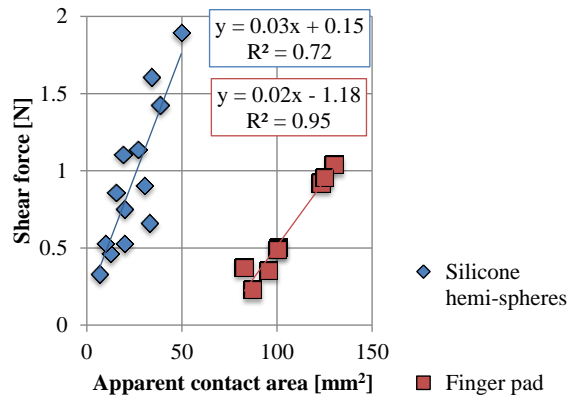 2
1.5
1
0.5
0
0
50
100
150
Shear force [N]
Apparent contact area [mm²]
y = 0.03x + 0.15
R² = 0.72
y = 0.02x - 1.18
R² = 0.95
Silicone
hemi-spheres
Finger pad